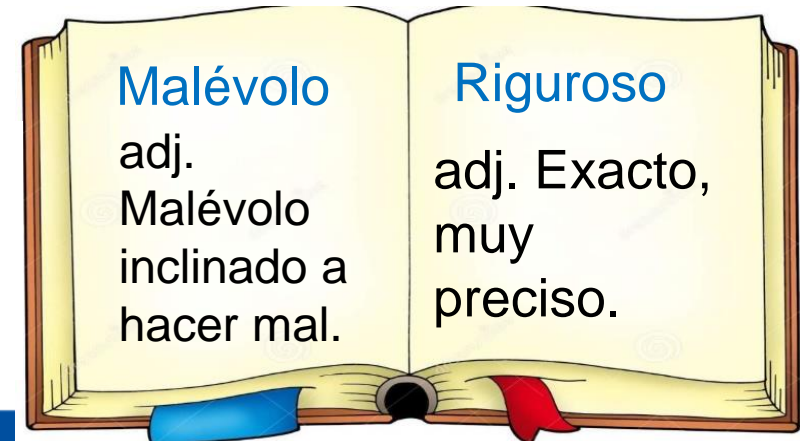 Malévolo
adj.
Malévolo
inclinado a
hacer mal.
Riguroso
adj. Exacto,
muy
preciso.